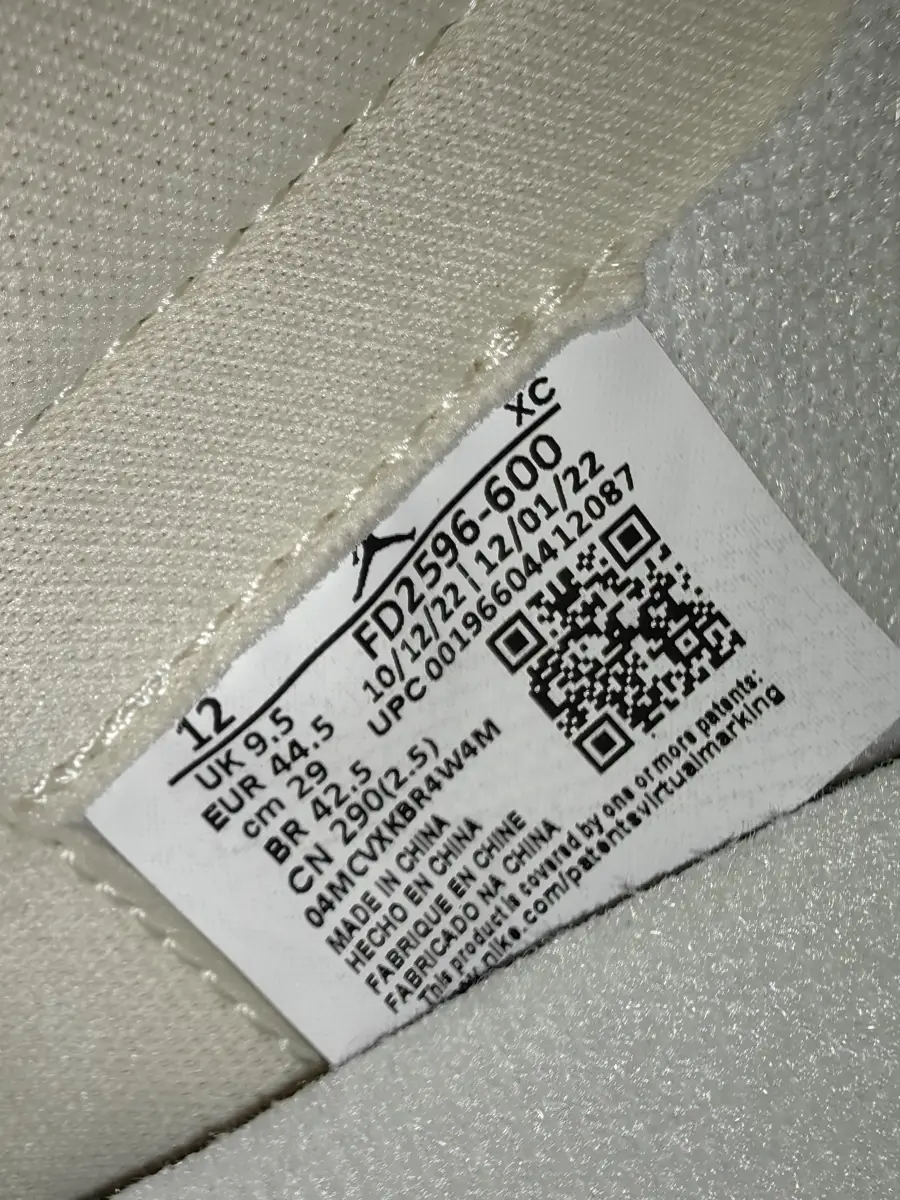 12
XC
UK 9.5
EUR 44.5
cm 29
BR 42.5
CN 290(2.5)
FD2596-600
10/12/22 | 12/01/22
UPC 00196604412087
04MCVXKBR4W4M
MADE IN CHINA
HECHO EN CHINA
FABRIQUE EN CHINE
FABRICADO NA CHINA
This product is covered by one or more patents:
nike.com/patentsvirtualmarking